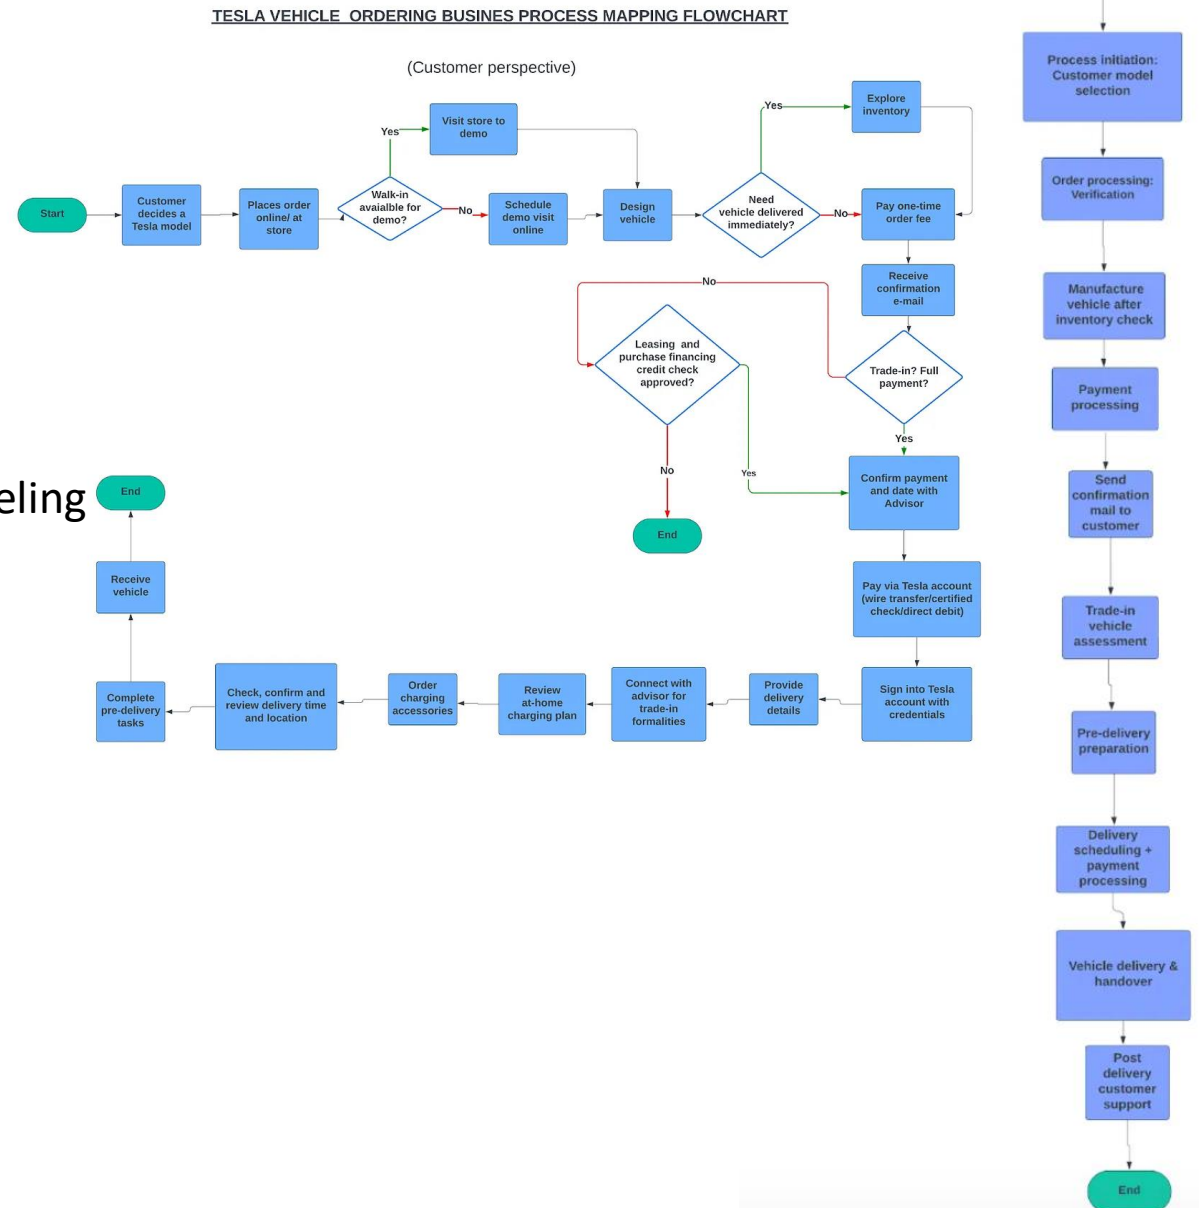 TESLA VEHICLE  ORDERING BUSINES PROCESS MAPPING FLOWCHART
(Customer perspective)
Start
Customer
decides a
Tesla model
Places order
online/ at
store
Walk-in
avaialble for
demo?
Yes
Visit store to
demo
No
Schedule
demo visit
online
Design
vehicle
Need
vehicle delivered
immediately?
Yes
Explore
inventory
No
Pay one-time
order fee
Receive
confirmation
e-mail
Trade-in? Full
payment?
No
Leasing  and
purchase financing
credit check
approved?
No
End
Yes
Yes
Confirm payment
and date with
Advisor
Pay via Tesla account
(wire transfer/certified
check/direct debit)
Sign into Tesla
account with
credentials
Provide
delivery
details
Connect with
advisor for
trade-in
formalities
Review
at-home
charging plan
Order
charging
accessories
Check, confirm and
review delivery time
and location
Complete
pre-delivery
tasks
Receive
vehicle
End
eling
Process initiation:
Customer model
selection
Order processing:
Verification
Manufacture
vehicle after
inventory check
Payment
processing
Send
confirmation
mail to
customer
Trade-in
vehicle
assessment
Pre-delivery
preparation
Delivery
scheduling +
payment
processing
Vehicle delivery &
handover
Post
delivery
customer
support
End